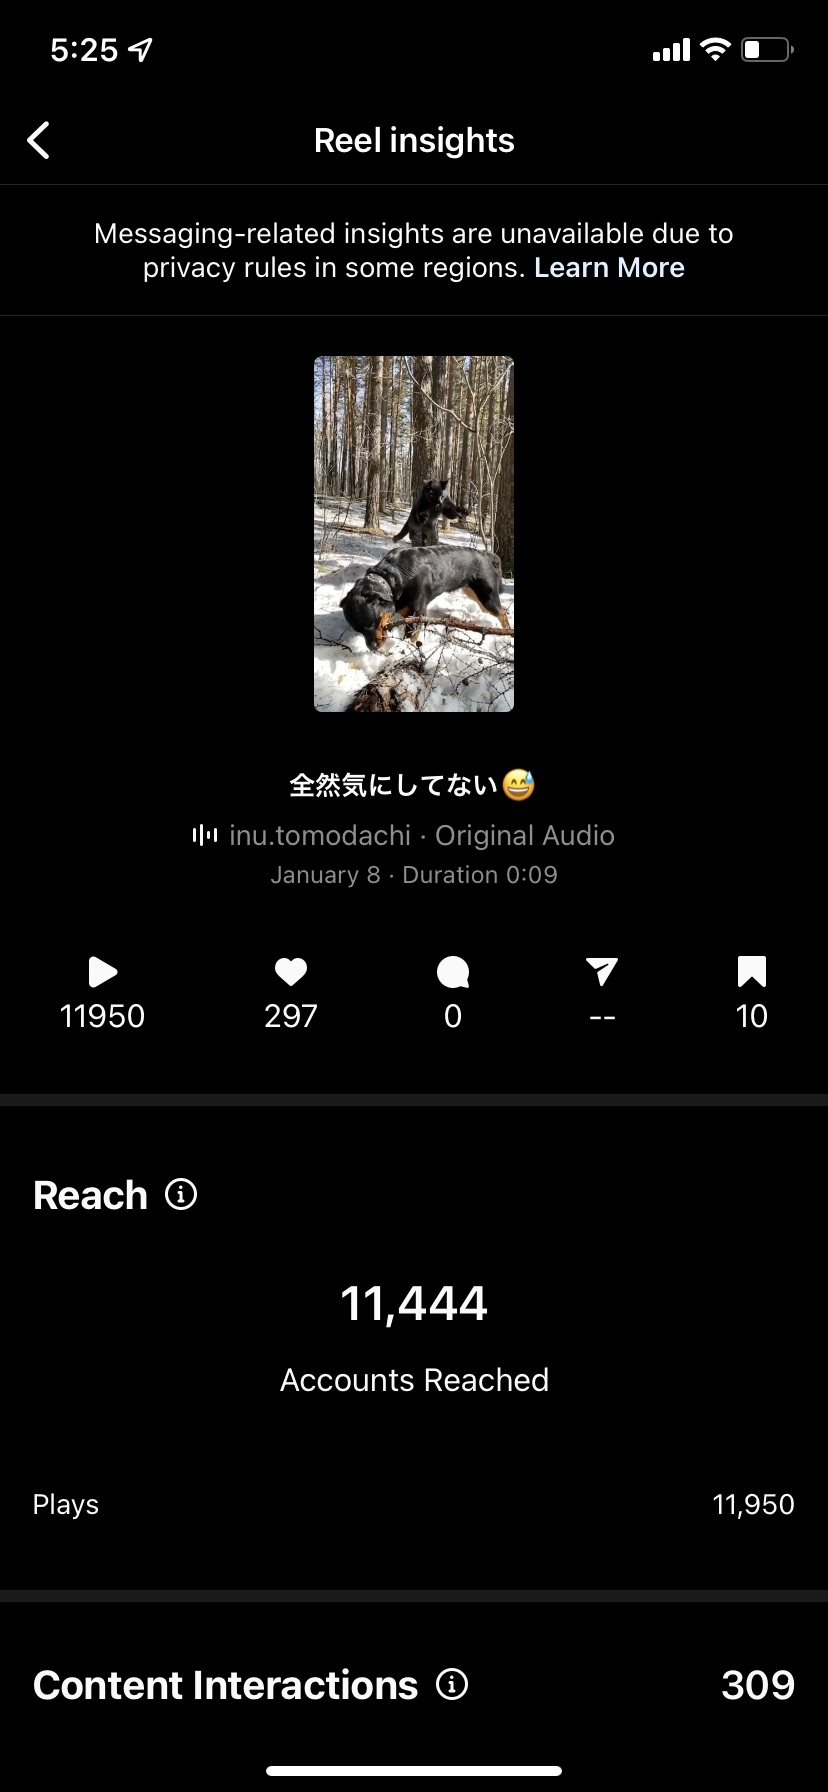 5:25
Reel insights
Messaging-related insights are unavailable due to
privacy rules in some regions. Learn More
全然気にしてない😅
inu.tomodachi · Original Audio
January 8 · Duration 0:09
11950 297 0 -- 10
Reach
11,444
Accounts Reached
Plays 11,950
Content Interactions 309